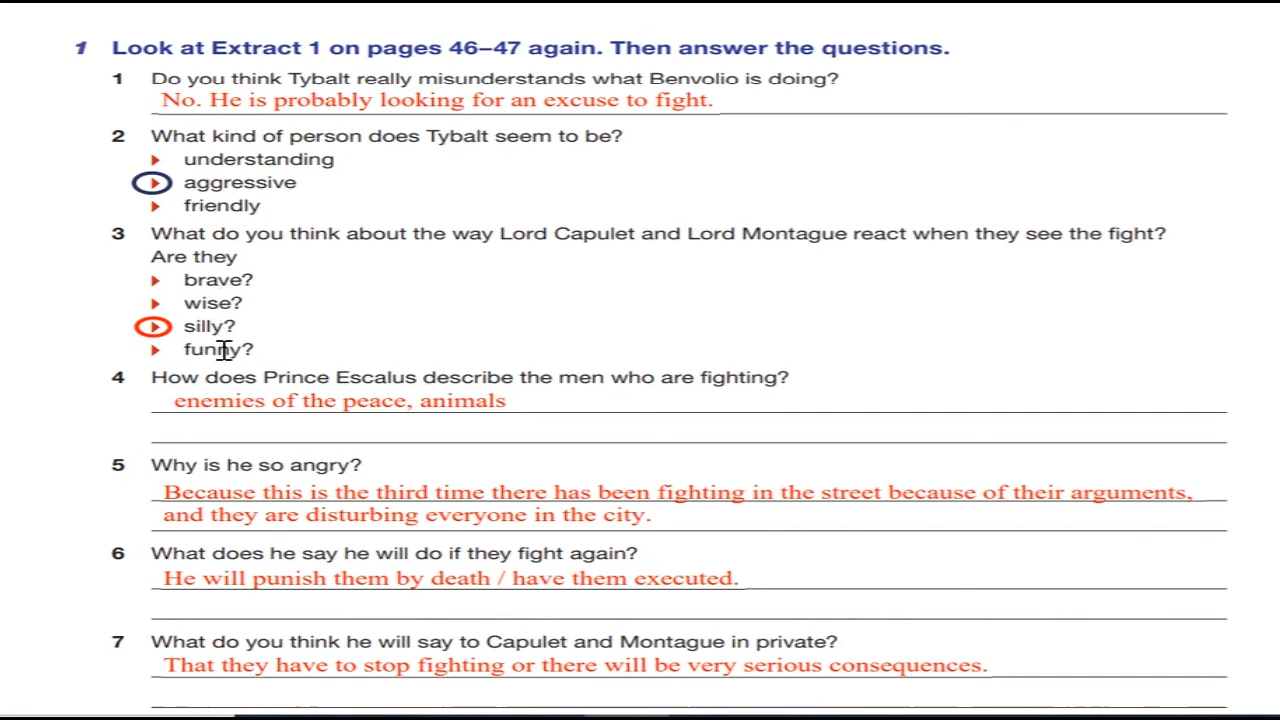 1 Look at Extract 1 on pages 46–47 again. Then answer the questions.
1 Do you think Tybalt really misunderstands what Benvolio is doing?
No. He is probably looking for an excuse to fight.
2 What kind of person does Tybalt seem to be?
understanding
aggressive
friendly
3 What do you think about the way Lord Capulet and Lord Montague react when they see the fight?
Are they
brave?
wise?
silly?
funny?
4 How does Prince Escalus describe the men who are fighting?
enemies of the peace, animals
5 Why is he so angry?
Because this is the third time there has been fighting in the street because of their arguments,
and they are disturbing everyone in the city.
6 What does he say he will do if they fight again?
He will punish them by death / have them executed.
7 What do you think he will say to Capulet and Montague in private?
That they have to stop fighting or there will be very serious consequences.